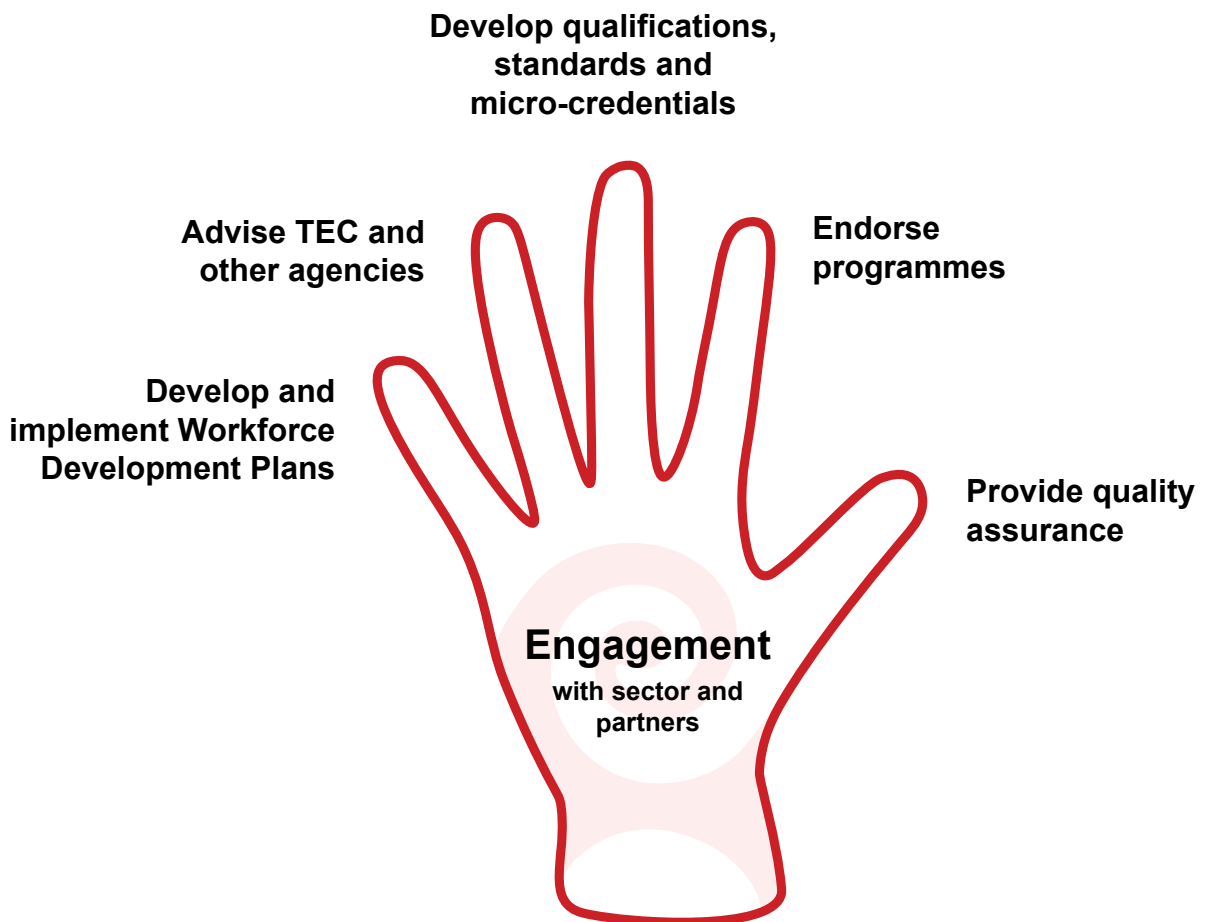 Develop qualifications,
standards and
micro-credentials
Advise TEC and
other agencies
Endorse
programmes
Develop and
implement Workforce
Development Plans
Provide quality
assurance
Engagement
with sector and
partners